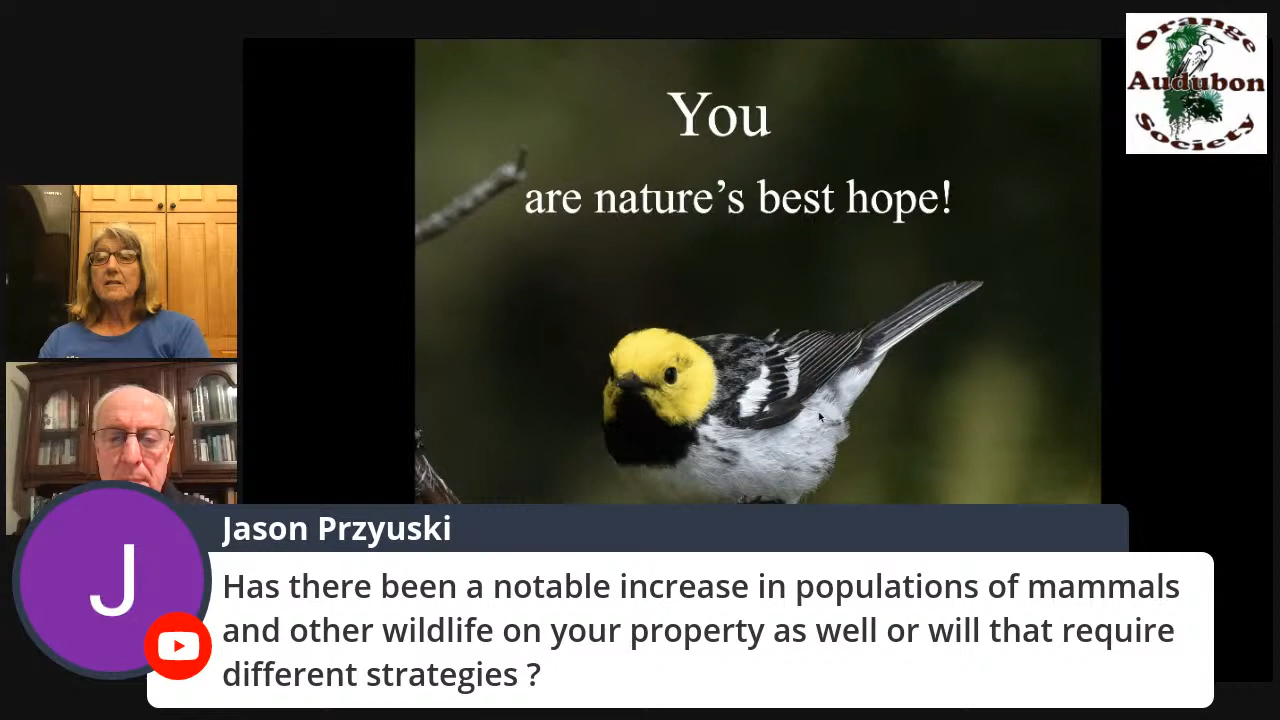 Orange
Audubon
Society
You
are nature's best hope!
Jason Przyuski
J
Has there been a notable increase in populations of mammals
and other wildlife on your property as well or will that require
different strategies ?